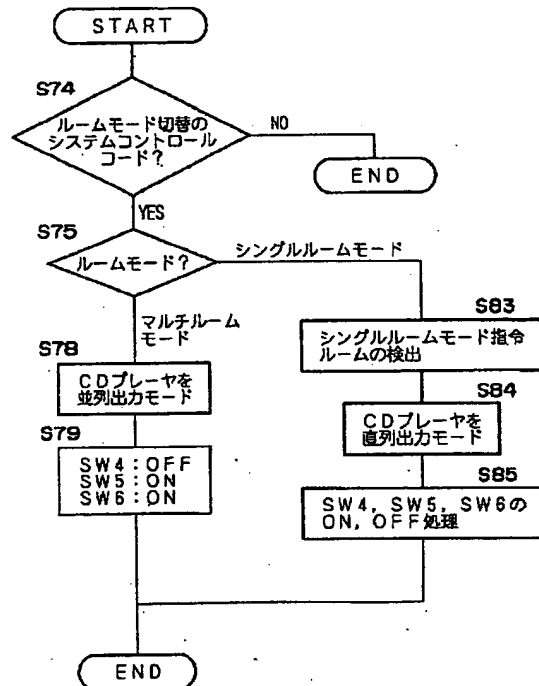 START
S74
ルームモード切替の
システムコントロール
コード?
NO
END
YES
S75
ルームモード?
シングルルームモード
マルチルーム
モード
S78
CDプレーヤを
並列出力モード
S79
SW4:OFF
SW5:ON
SW6:ON
S83
シングルルームモード指令
ルームの検出
S84
CDプレーヤを
直列出力モード
S85
SW4, SW5, SW6の
ON, OFF処理
END